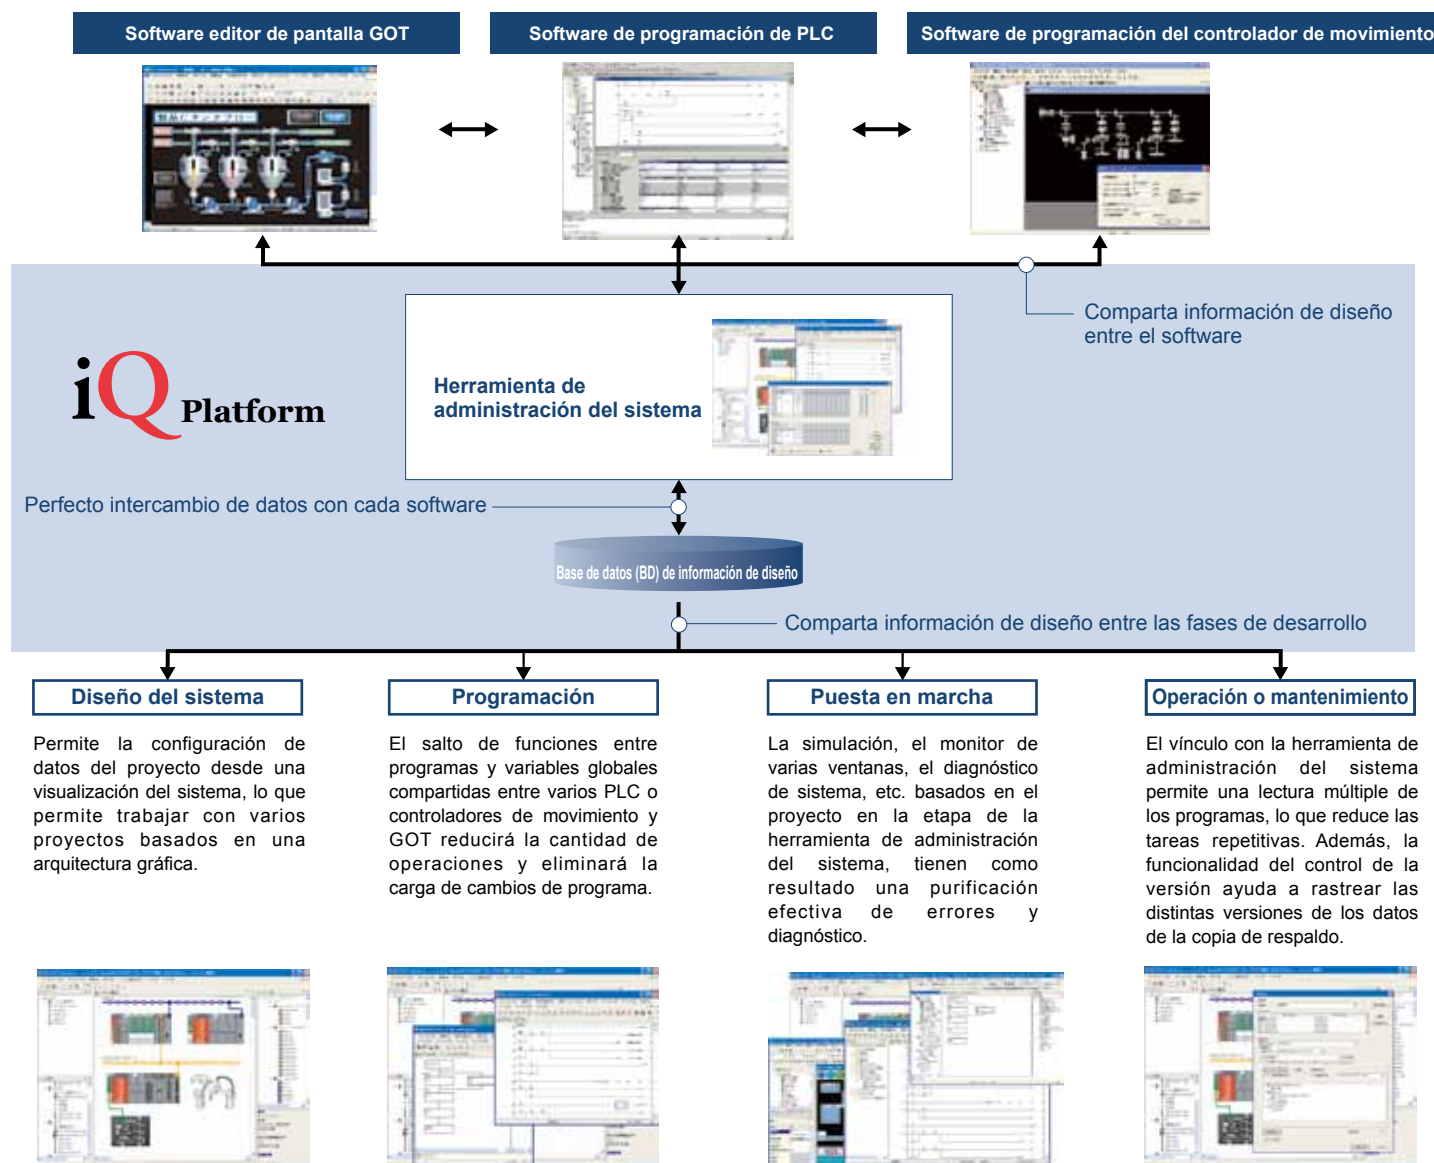 Software editor de pantalla GOT
Software de programación de PLC
Software de programación del controlador de movimiento
Comparta información de diseño
entre el software
iQ Platform
Herramienta de
administración del sistema
Perfecto intercambio de datos con cada software
Base de datos (BD) de información de diseño
Comparta información de diseño entre las fases de desarrollo
Diseño del sistema
Permite la configuración de
datos del proyecto desde una
visualización del sistema, lo que
permite trabajar con varios
proyectos basados en una
arquitectura gráfica.
Programación
El salto de funciones entre
programas y variables globales
compartidas entre varios PLC o
controladores de movimiento y
GOT reducirá la cantidad de
operaciones y eliminará la
carga de cambios de programa.
Puesta en marcha
La simulación, el monitor de
varias ventanas, el diagnóstico
de sistema, etc. basados en el
proyecto en la etapa de la
herramienta de administración
del sistema, tienen como
resultado una purificación
efectiva de errores y
diagnóstico.
Operación o mantenimiento
El vínculo con la herramienta de
administración del sistema
permite una lectura múltiple de
los programas, lo que reduce las
tareas repetitivas. Además, la
funcionalidad del control de la
versión ayuda a rastrear las
distintas versiones de los datos
de la copia de respaldo.